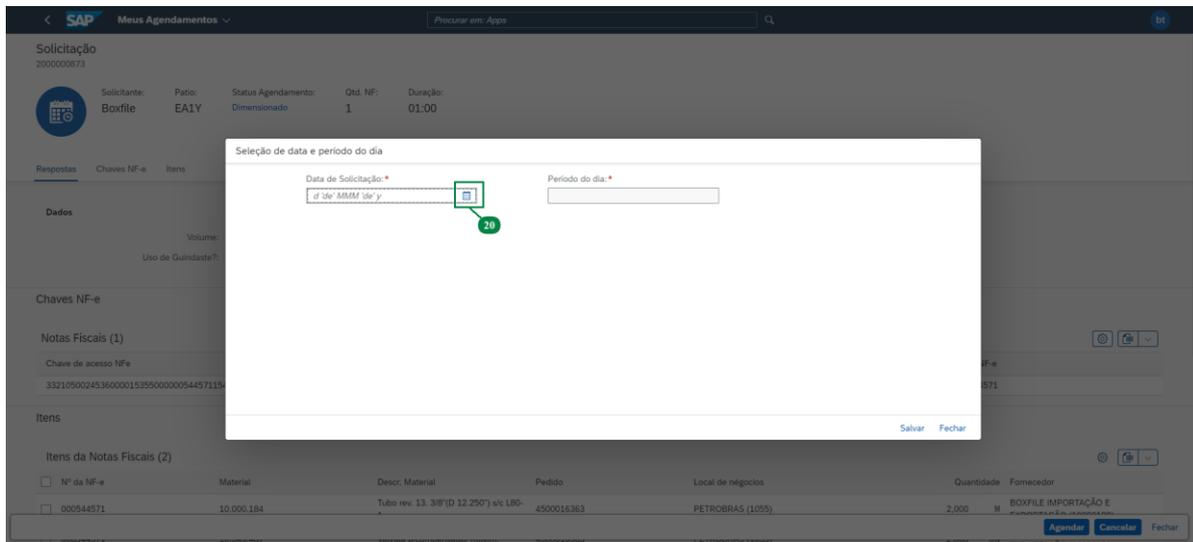 SAP Meus Agendamentos Procurar em: Apps bt
Solicitação
2000000873
Solicitante: Patio: Status Agendamento: Qtd. NF: Duração:
Boxfile EA1Y Dimensionado 1 01:00
Seleção de data e período do dia
Respostas Chaves NF-e Itens
Data de Solicitação:* Período do dia:*
d 'de' MMM 'de' y
20
Dados
Volume:
Uso de Guindaste?:
Chaves NF-e
Notas Fiscais (1)
Chave de acesso NFe NF-e
571
Itens
Salvar Fechar
Itens da Notas Fiscais (2)
Nº da NF-e Material Descr. Material Pedido Local de négocios Quantidade Fornecedor
000544571 10.000.184 Tubo rev. 13. 3/8"(D 12.250") s/c L80- 4500016363 PETROBRAS (1055) 2,000 M BOXFILE IMPORTAÇÃO E
Agendar Cancelar Fechar